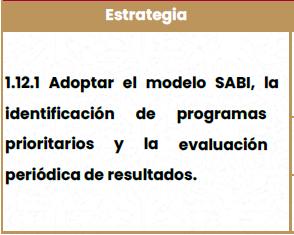 Estrategia
1.12.1 Adoptar el modelo SABI, la
identificación de programas
prioritarios y la evaluación
periódica de resultados.